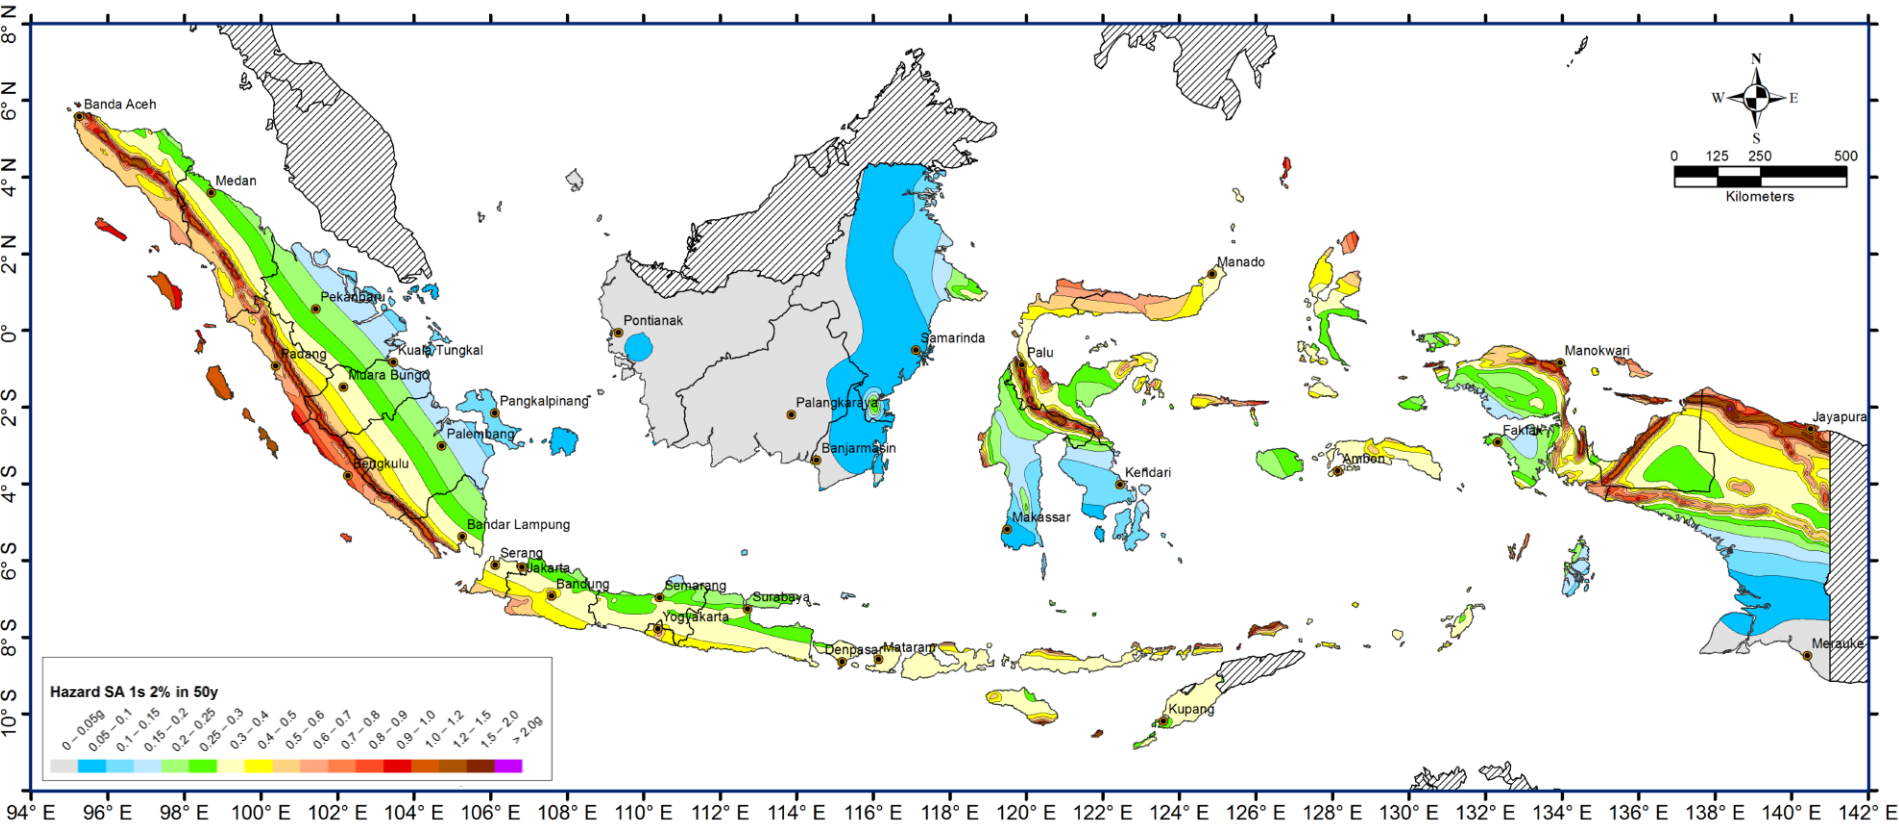 8° N
6° N
4° N
2° N
0°
2° S
4° S
6° S
8° S
10° S
Banda Aceh
Medan
Pekanbaru
Padang
Kuala Tungkal
Muara Bungo
Pangkalpinang
Palembang
Bengkulu
Bandar Lampung
Serang
Jakarta
Bandung
Semarang
Surabaya
Yogyakarta
Denpasar
Mataram
Pontianak
Samarinda
Palangkaraya
Banjarmasin
Manado
Palu
Kendari
Makassar
Ambon
Kupang
Manokwari
Fakfak
Jayapura
Merauke
N
W
E
S
0 125 250 500
Kilometers
Hazard SA 1s 2% in 50y
0 – 0.05g
0.05 – 0.1
0.1 – 0.15
0.15 – 0.2
0.2 – 0.25
0.25 – 0.3
0.3 – 0.4
0.4 – 0.5
0.5 – 0.6
0.6 – 0.7
0.7 – 0.8
0.8 – 0.9
0.9 – 1.0
1.0 – 1.2
1.2 – 1.5
1.5 – 2.0
> 2.0g
94° E 96° E 98° E 100° E 102° E 104° E 106° E 108° E 110° E 112° E 114° E 116° E 118° E 120° E 122° E 124° E 126° E 128° E 130° E 132° E 134° E 136° E 138° E 140° E 142° E